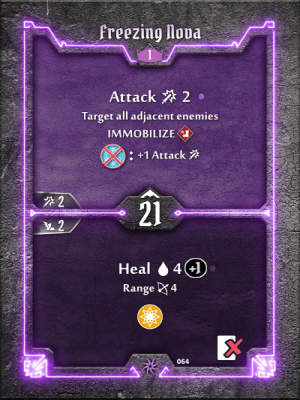 Freezing Nova
1
Attack 2
Target all adjacent enemies
IMMOBILIZE
: +1 Attack
2
21
2
Heal 4 +1
Range 4
064